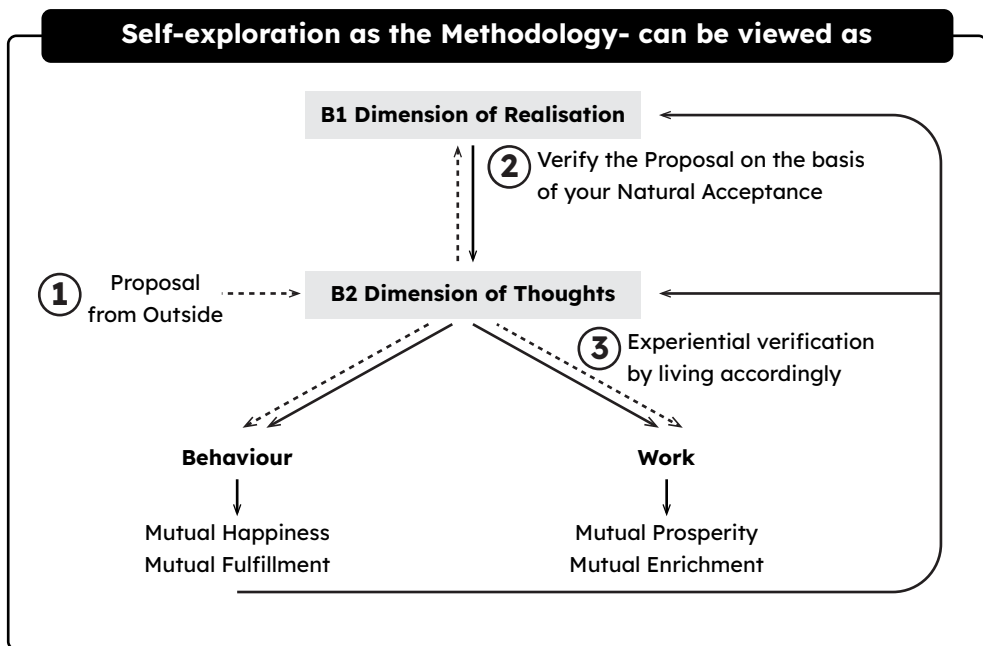 Self-exploration as the Methodology- can be viewed as
B1 Dimension of Realisation
2
Verify the Proposal on the basis
of your Natural Acceptance
1
Proposal
from Outside
B2 Dimension of Thoughts
3
Experiential verification
by living accordingly
Behaviour
Mutual Happiness
Mutual Fulfillment
Work
Mutual Prosperity
Mutual Enrichment